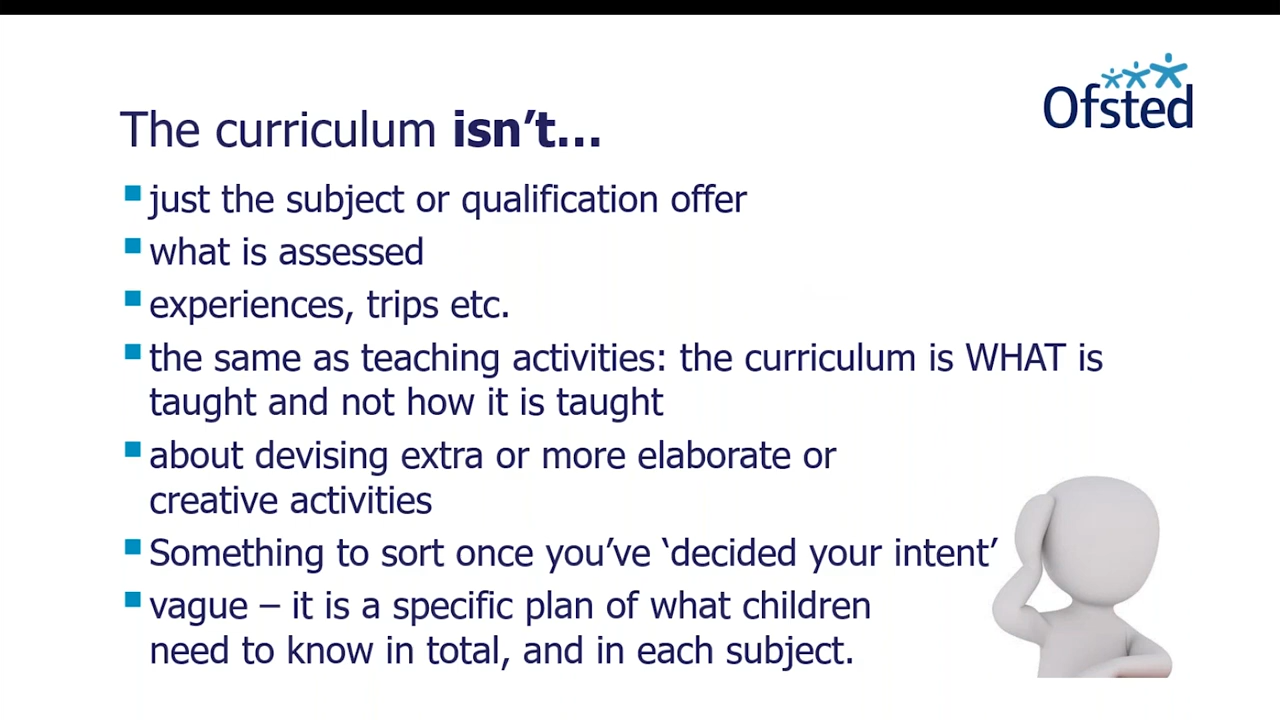 Ofsted
The curriculum isn’t…
just the subject or qualification offer
what is assessed
experiences, trips etc.
the same as teaching activities: the curriculum is WHAT is
taught and not how it is taught
about devising extra or more elaborate or
creative activities
Something to sort once you’ve ‘decided your intent’
vague – it is a specific plan of what children
need to know in total, and in each subject.